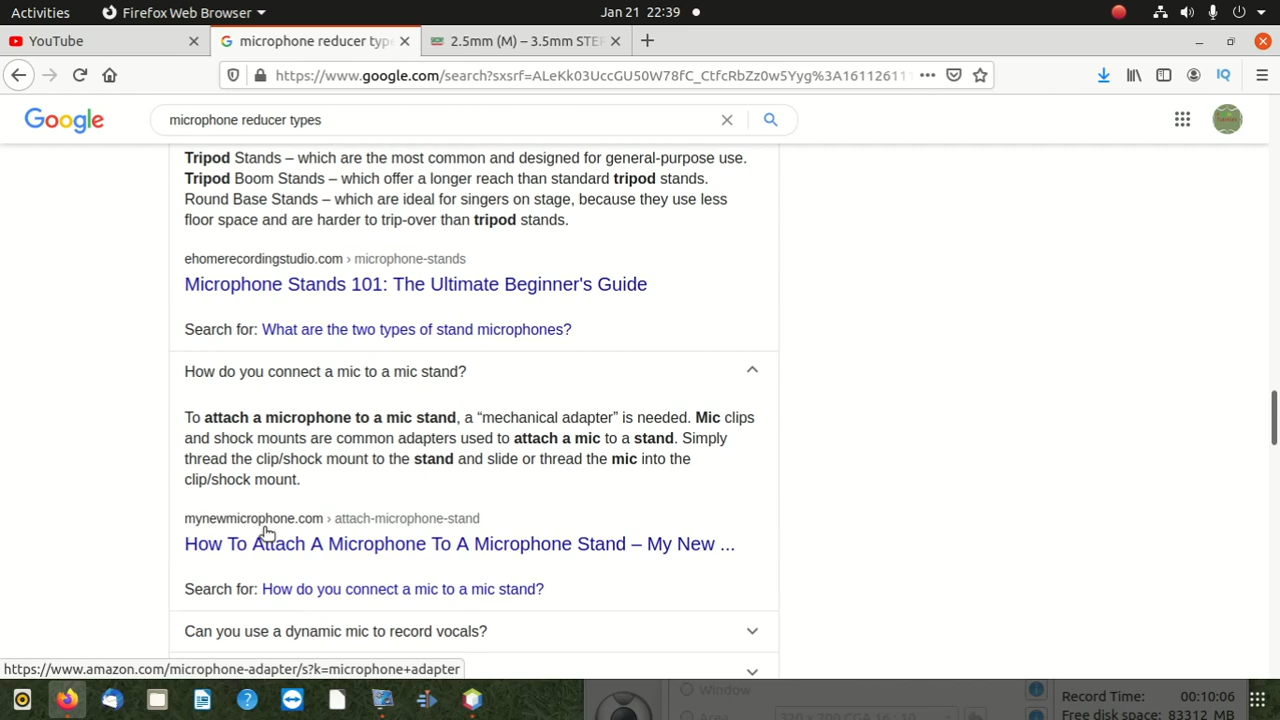 Activities
Firefox Web Browser
Jan 21 22:39
YouTube
microphone reducer type
2.5mm (M) – 3.5mm STE
https://www.google.com/search?sxsrf=ALeKk03UccGU50W78fC_CtfcRbZz0w5Yyg%3A16112611
IQ
Google
microphone reducer types
Tripod Stands – which are the most common and designed for general-purpose use.
Tripod Boom Stands – which offer a longer reach than standard tripod stands.
Round Base Stands – which are ideal for singers on stage, because they use less
floor space and are harder to trip-over than tripod stands.
ehomerecordingstudio.com › microphone-stands
Microphone Stands 101: The Ultimate Beginner's Guide
Search for: What are the two types of stand microphones?
How do you connect a mic to a mic stand?
To attach a microphone to a mic stand, a “mechanical adapter” is needed. Mic clips
and shock mounts are common adapters used to attach a mic to a stand. Simply
thread the clip/shock mount to the stand and slide or thread the mic into the
clip/shock mount.
mynewmicrophone.com › attach-microphone-stand
How To Attach A Microphone To A Microphone Stand – My New ...
Search for: How do you connect a mic to a mic stand?
Can you use a dynamic mic to record vocals?
https://www.amazon.com/microphone-adapter/s?k=microphone+adapter
Window
Record Time: 00:10:06
Area 320 x 200 CGA 16 : 10
Free disk space: 83312 MB